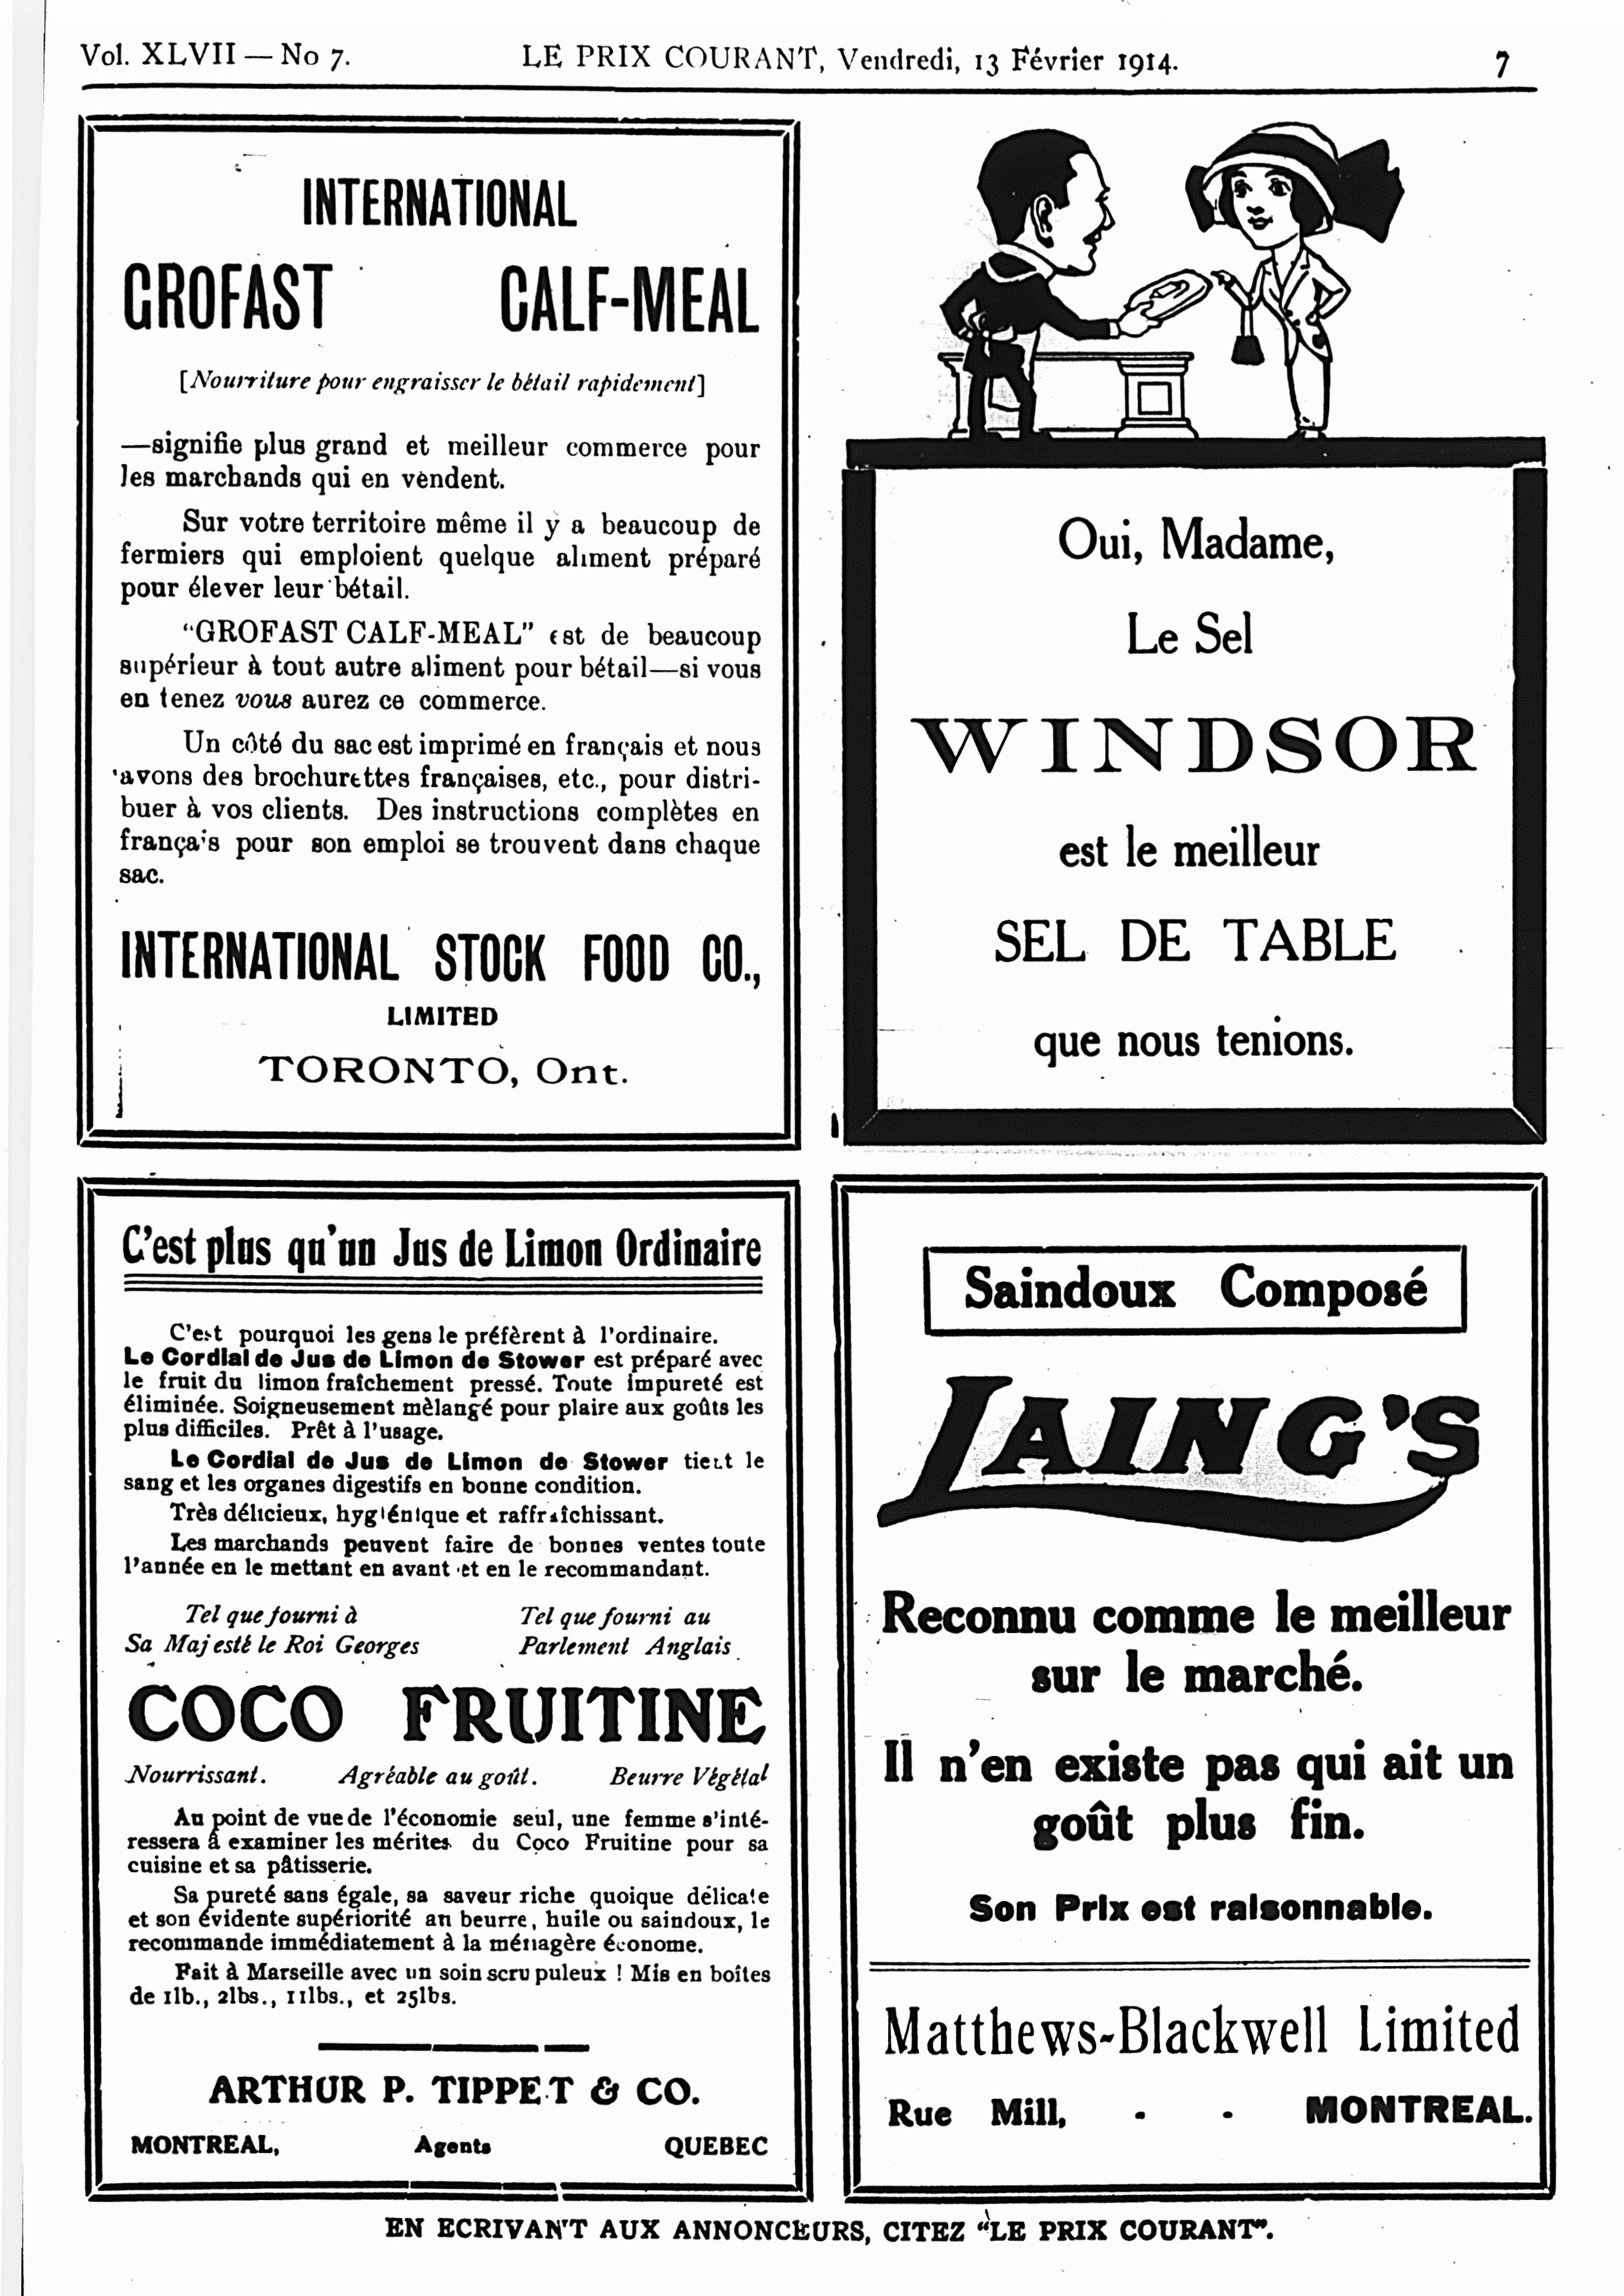 Vol. XLVII — No 7.
LE PRIX COURANT, Vendredi, 13 Février 1914.
7
INTERNATIONAL
GROFAST CALF-MEAL
[Nourriture pour engraisser le bétail rapidement]
—signifie plus grand et meilleur commerce pour
les marchands qui en vendent.
Sur votre territoire même il y a beaucoup de
fermiers qui emploient quelque aliment préparé
pour élever leur bétail.
"GROFAST CALF-MEAL" est de beaucoup
supérieur à tout autre aliment pour bétail—si vous
en tenez vous aurez ce commerce.
Un côté du sac est imprimé en français et nous
avons des brochurettes françaises, etc., pour distri-
buer à vos clients. Des instructions complètes en
français pour son emploi se trouvent dans chaque
sac.
INTERNATIONAL STOCK FOOD CO.,
LIMITED
TORONTO, Ont.
Oui, Madame,
Le Sel
WINDSOR
est le meilleur
SEL DE TABLE
que nous tenions.
C'est plus qu'un Jus de Limon Ordinaire
C'est pourquoi les gens le préfèrent à l'ordinaire.
Le Cordial de Jus de Limon de Stower est préparé avec
le fruit du limon fraîchement pressé. Toute impureté est
éliminée. Soigneusement mèlangé pour plaire aux goûts les
plus difficiles. Prêt à l'usage.
Le Cordial de Jus de Limon de Stower tient le
sang et les organes digestifs en bonne condition.
Très délicieux, hygiénique et raffraîchissant.
Les marchands peuvent faire de bonnes ventes toute
l'année en le mettant en avant et en le recommandant.
Tel que fourni à
Sa Majesté le Roi Georges
Tel que fourni au
Parlement Anglais
COCO FRUITINE
Nourrissant. Agréable au goût. Beurre Végétal
Au point de vue de l'économie seul, une femme s'inté-
ressera à examiner les mérites du Coco Fruitine pour sa
cuisine et sa pâtisserie.
Sa pureté sans égale, sa saveur riche quoique délicate
et son évidente supériorité au beurre, huile ou saindoux, le
recommande immédiatement à la ménagère économe.
Fait à Marseille avec un soin scrupuleux ! Mis en boîtes
de 1lb., 2lbs., 11lbs., et 25lbs.
ARTHUR P. TIPPET & CO.
MONTREAL, Agents QUEBEC
Saindoux Composé
LAING'S
Reconnu comme le meilleur
sur le marché.
Il n'en existe pas qui ait un
goût plus fin.
Son Prix est raisonnable.
Matthews-Blackwell Limited
Rue Mill, - - MONTREAL.
EN ECRIVANT AUX ANNONCEURS, CITEZ "LE PRIX COURANT".